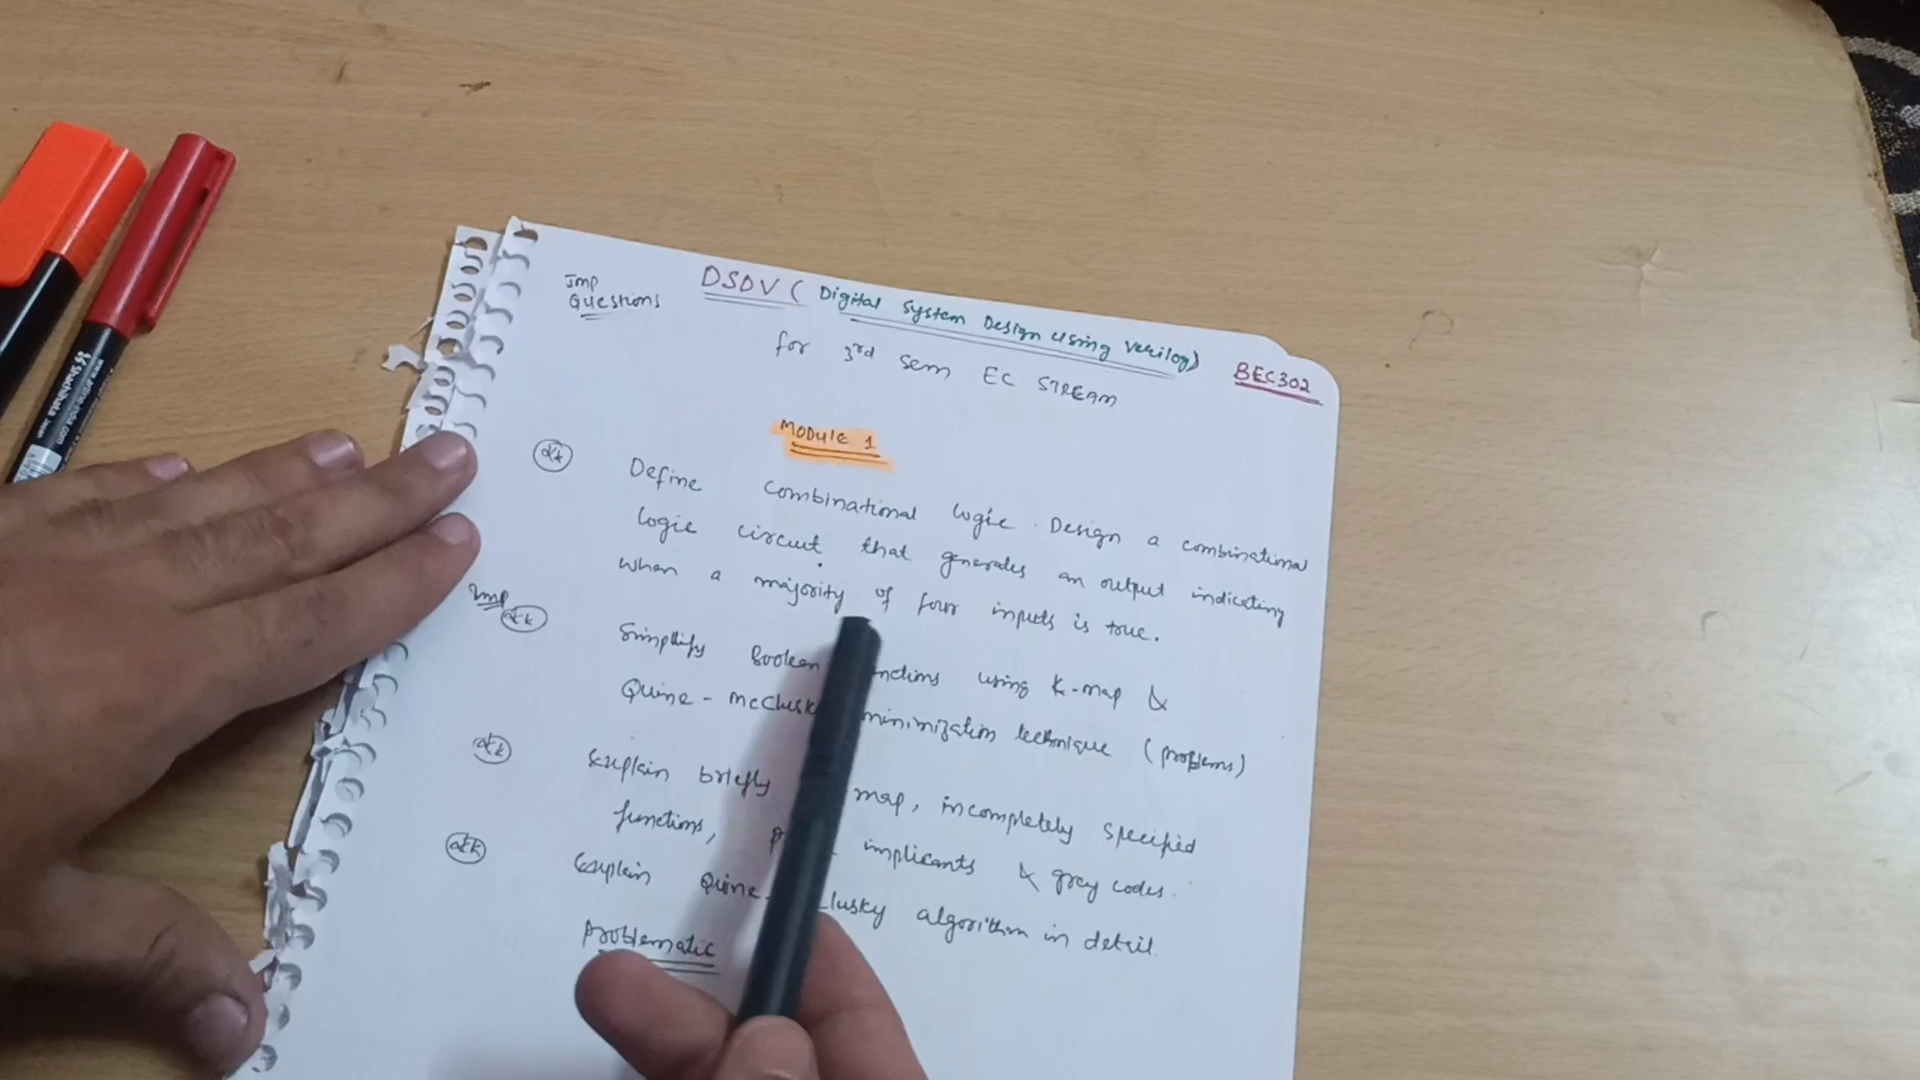 Imp
Questions
DSDV ( Digital System Design Using Verilog)
BEC302
for 3rd Sem EC STREAM
Module 1
Define combinational logic. Design a combinational
logic circuit that generates an output indicating
when a majority of four inputs is true.
Imp
Simplify Boolen using K-map &
Quine - minimization technique (problems)
Explain briefly map, incompletely specified
functions, implicants & grey codes.
Explain Quine- algorithm in detail.
Problematic
Shachihata